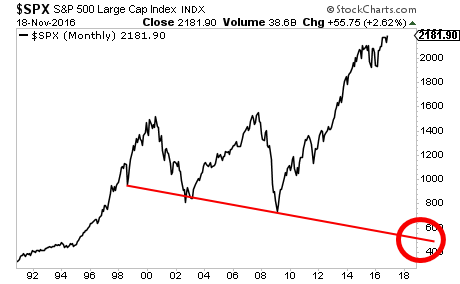 $SPX S&P 500 Large Cap Index INDX © StockCharts.com
18-Nov-2016 Close 2181.90 Volume 38.6B Chg +55.75 (+2.62%)
$SPX (Monthly) 2181.90
2181.90
2000
1800
1600
1400
1200
1000
800
600
400
92 94 96 98 00 02 04 06 08 10 12 14 16 18